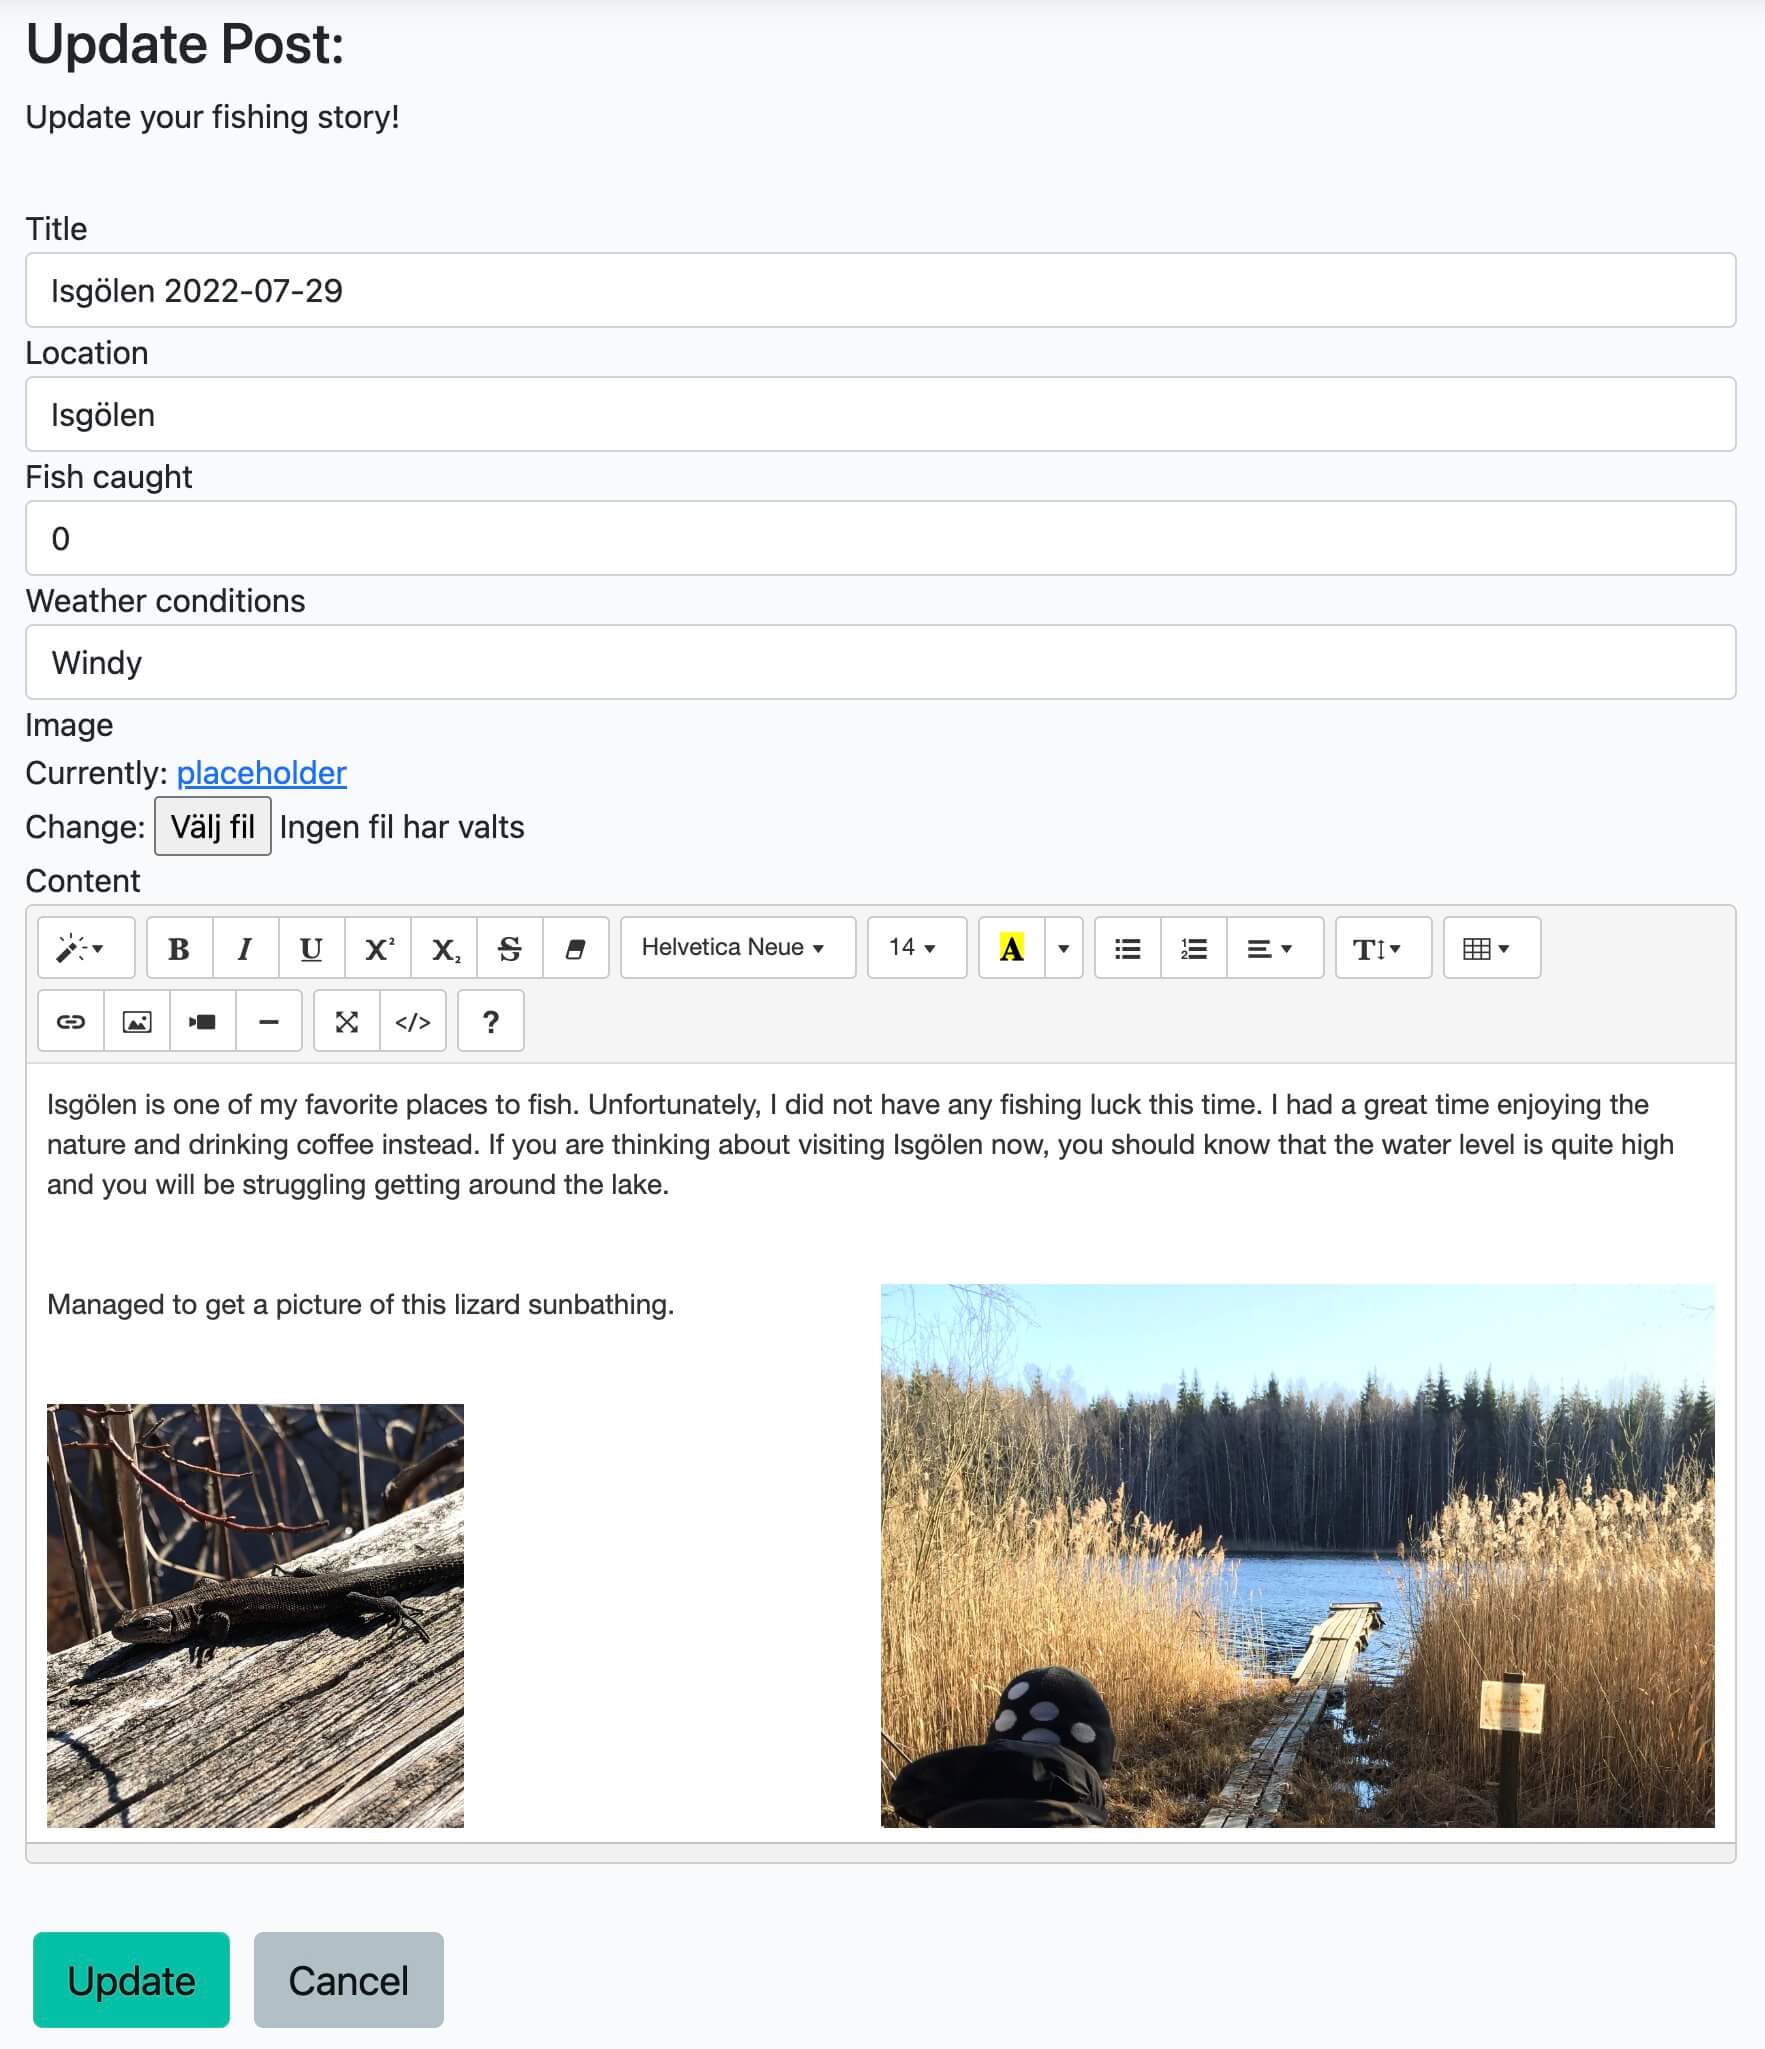 Update Post:
Update your fishing story!
Title
Isgölen 2022-07-29
Location
Isgölen
Fish caught
0
Weather conditions
Windy
Image
Currently: placeholder
Change: Välj fil Ingen fil har valts
Content
B I U X² X₂ S Helvetica Neue 14 A T
</> ?
Isgölen is one of my favorite places to fish. Unfortunately, I did not have any fishing luck this time. I had a great time enjoying the
nature and drinking coffee instead. If you are thinking about visiting Isgölen now, you should know that the water level is quite high
and you will be struggling getting around the lake.
Managed to get a picture of this lizard sunbathing.
Update Cancel